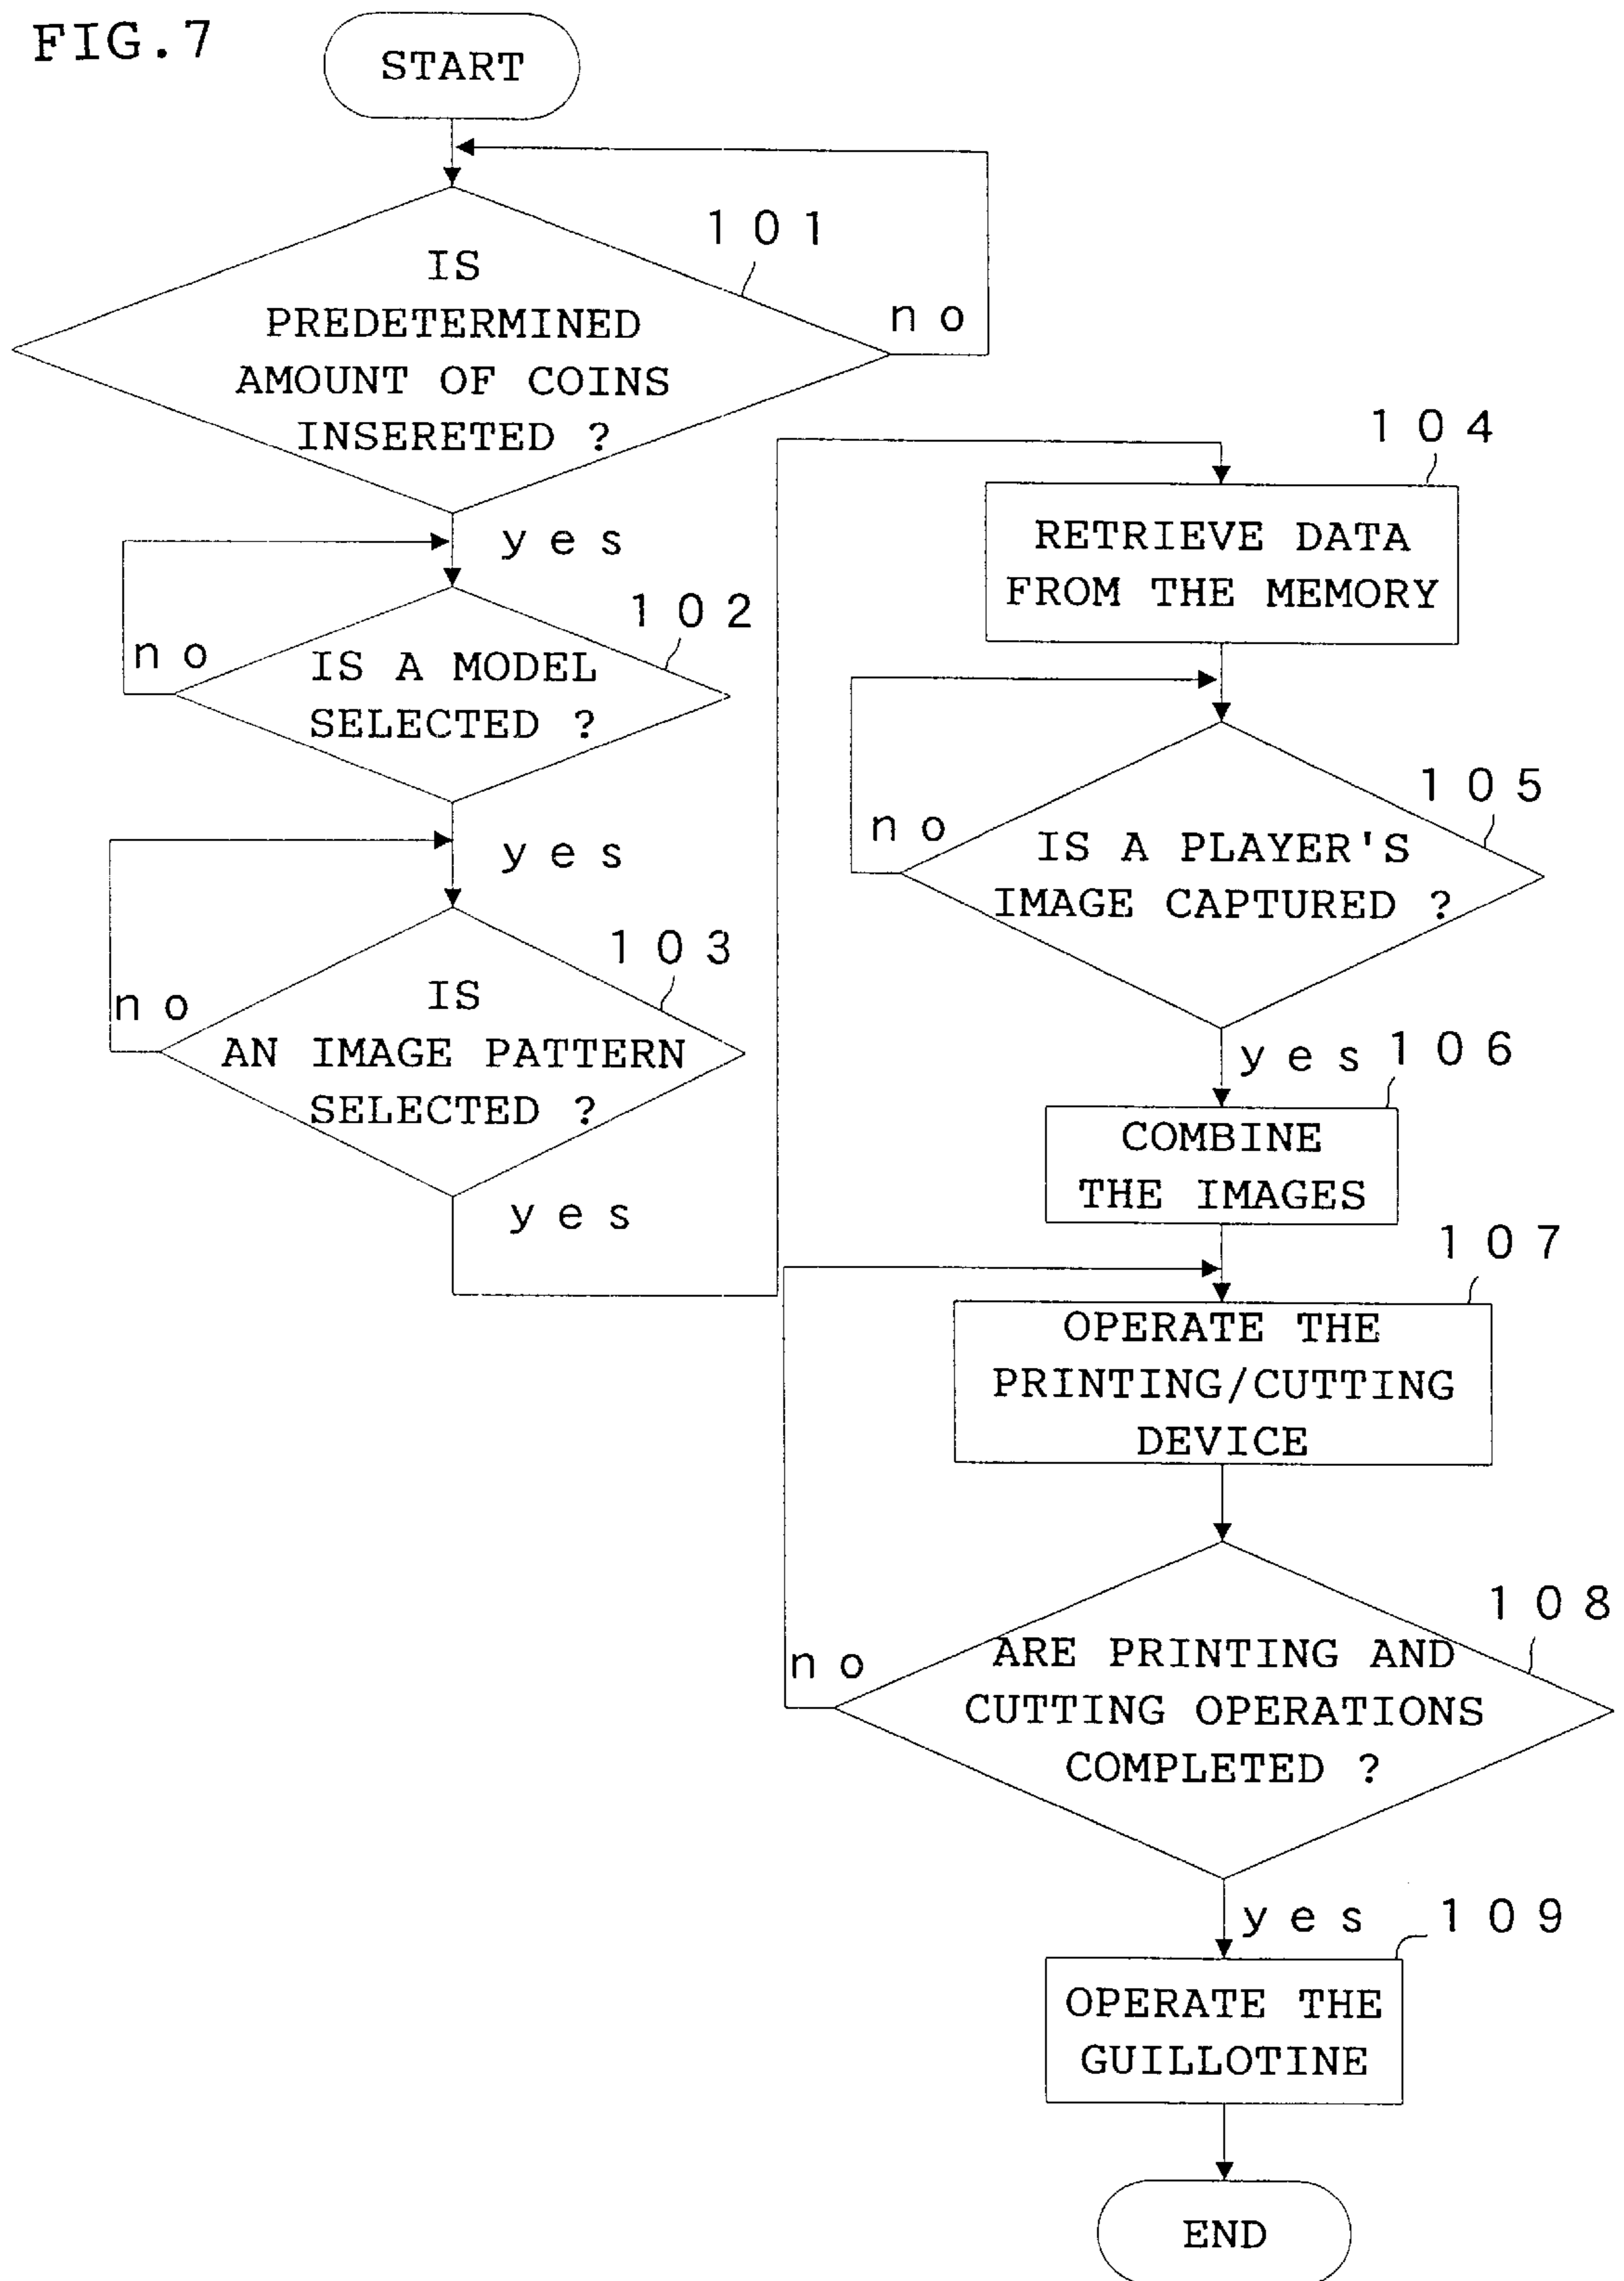 FIG.7
START
101
IS
PREDETERMINED
AMOUNT OF COINS
INSERETED ?
no
yes
102
IS A MODEL
SELECTED ?
no
yes
103
IS
AN IMAGE PATTERN
SELECTED ?
no
yes
104
RETRIEVE DATA
FROM THE MEMORY
105
IS A PLAYER'S
IMAGE CAPTURED ?
no
yes
106
COMBINE
THE IMAGES
107
OPERATE THE
PRINTING/CUTTING
DEVICE
108
ARE PRINTING AND
CUTTING OPERATIONS
COMPLETED ?
no
yes
109
OPERATE THE
GUILLOTINE
END